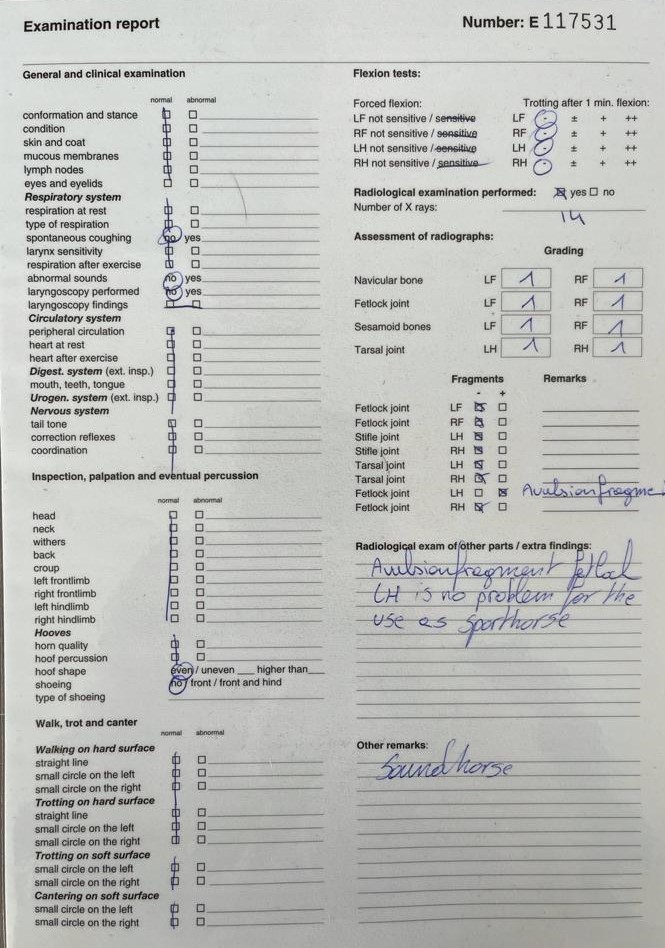 Examination report
Number: E 117531
General and clinical examination
normal abnormal
conformation and stance
condition
skin and coat
mucous membranes
lymph nodes
eyes and eyelids
Respiratory system
respiration at rest
type of respiration
spontaneous coughing no yes
larynx sensitivity
respiration after exercise
abnormal sounds no yes
laryngoscopy performed no yes
laryngoscopy findings
Circulatory system
peripheral circulation
heart at rest
heart after exercise
Digest. system (ext. insp.)
mouth, teeth, tongue
Urogen. system (ext. insp.)
Nervous system
tail tone
correction reflexes
coordination
Inspection, palpation and eventual percussion
normal abnormal
head
neck
withers
back
croup
left frontlimb
right frontlimb
left hindlimb
right hindlimb
Hooves
horn quality
hoof percussion
hoof shape even / uneven ___ higher than___
shoeing no / front / front and hind
type of shoeing
Walk, trot and canter
normal abnormal
Walking on hard surface
straight line
small circle on the left
small circle on the right
Trotting on hard surface
straight line
small circle on the left
small circle on the right
Trotting on soft surface
small circle on the left
small circle on the right
Cantering on soft surface
small circle on the left
small circle on the right
Flexion tests:
Forced flexion: Trotting after 1 min. flexion:
LF not sensitive / sensitive LF - ± + ++
RF not sensitive / sensitive RF - ± + ++
LH not sensitive / sensitive LH - ± + ++
RH not sensitive / sensitive RH - ± + ++
Radiological examination performed: yes no
Number of X rays: 14
Assessment of radiographs:
Grading
Navicular bone LF 1 RF 1
Fetlock joint LF 1 RF 1
Sesamoid bones LF 1 RF 1
Tarsal joint LH 1 RH 1
Fragments Remarks
- +
Fetlock joint LF
Fetlock joint RF
Stifle joint LH
Stifle joint RH
Tarsal joint LH
Tarsal joint RH
Fetlock joint LH Avulsionfragme
Fetlock joint RH
Radiological exam of other parts / extra findings:
Avulsionfragment fetlock
LH is no problem for the
use as sporthorse
Other remarks:
Sound horse